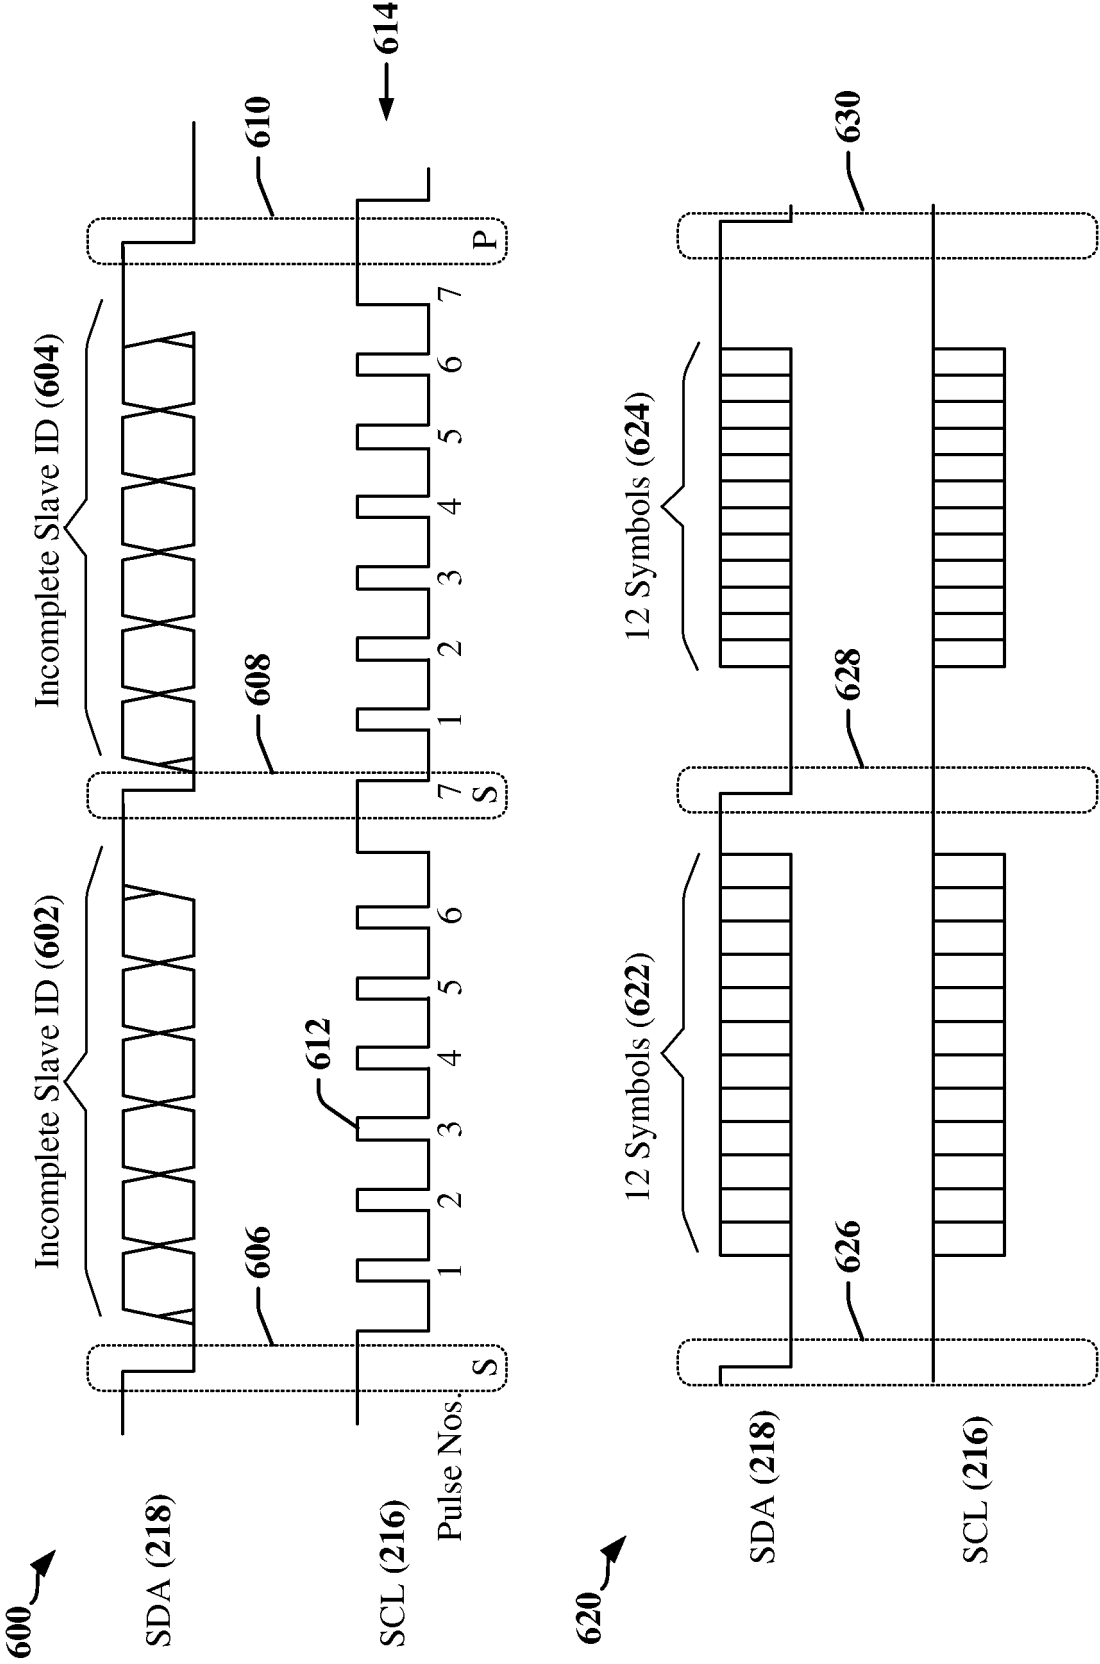 600
Incomplete Slave ID (602)
Incomplete Slave ID (604)
SDA (218)
606
608
610
612
614
SCL (216)
Pulse Nos.
1 2 3 4 5 6 7 1 2 3 4 5 6 7
S S P
620
12 Symbols (622)
12 Symbols (624)
SDA (218)
626
628
630
SCL (216)